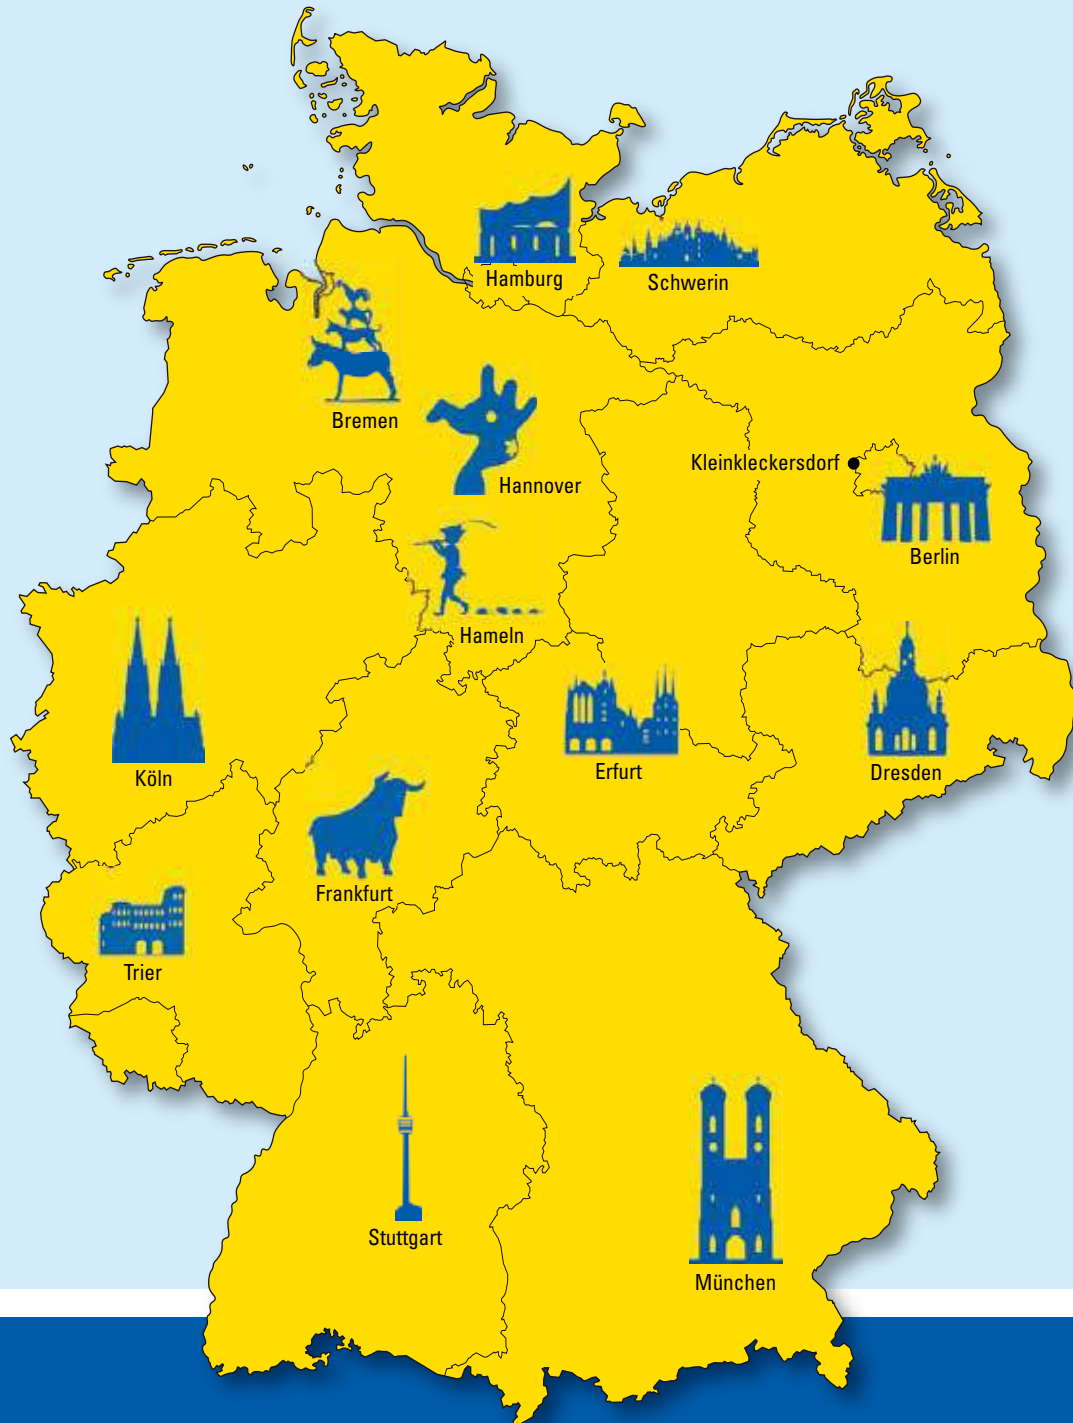 Hamburg
Schwerin
Bremen
Hannover
Kleinkleckersdorf
Berlin
Hameln
Köln
Erfurt
Dresden
Frankfurt
Trier
Stuttgart
München